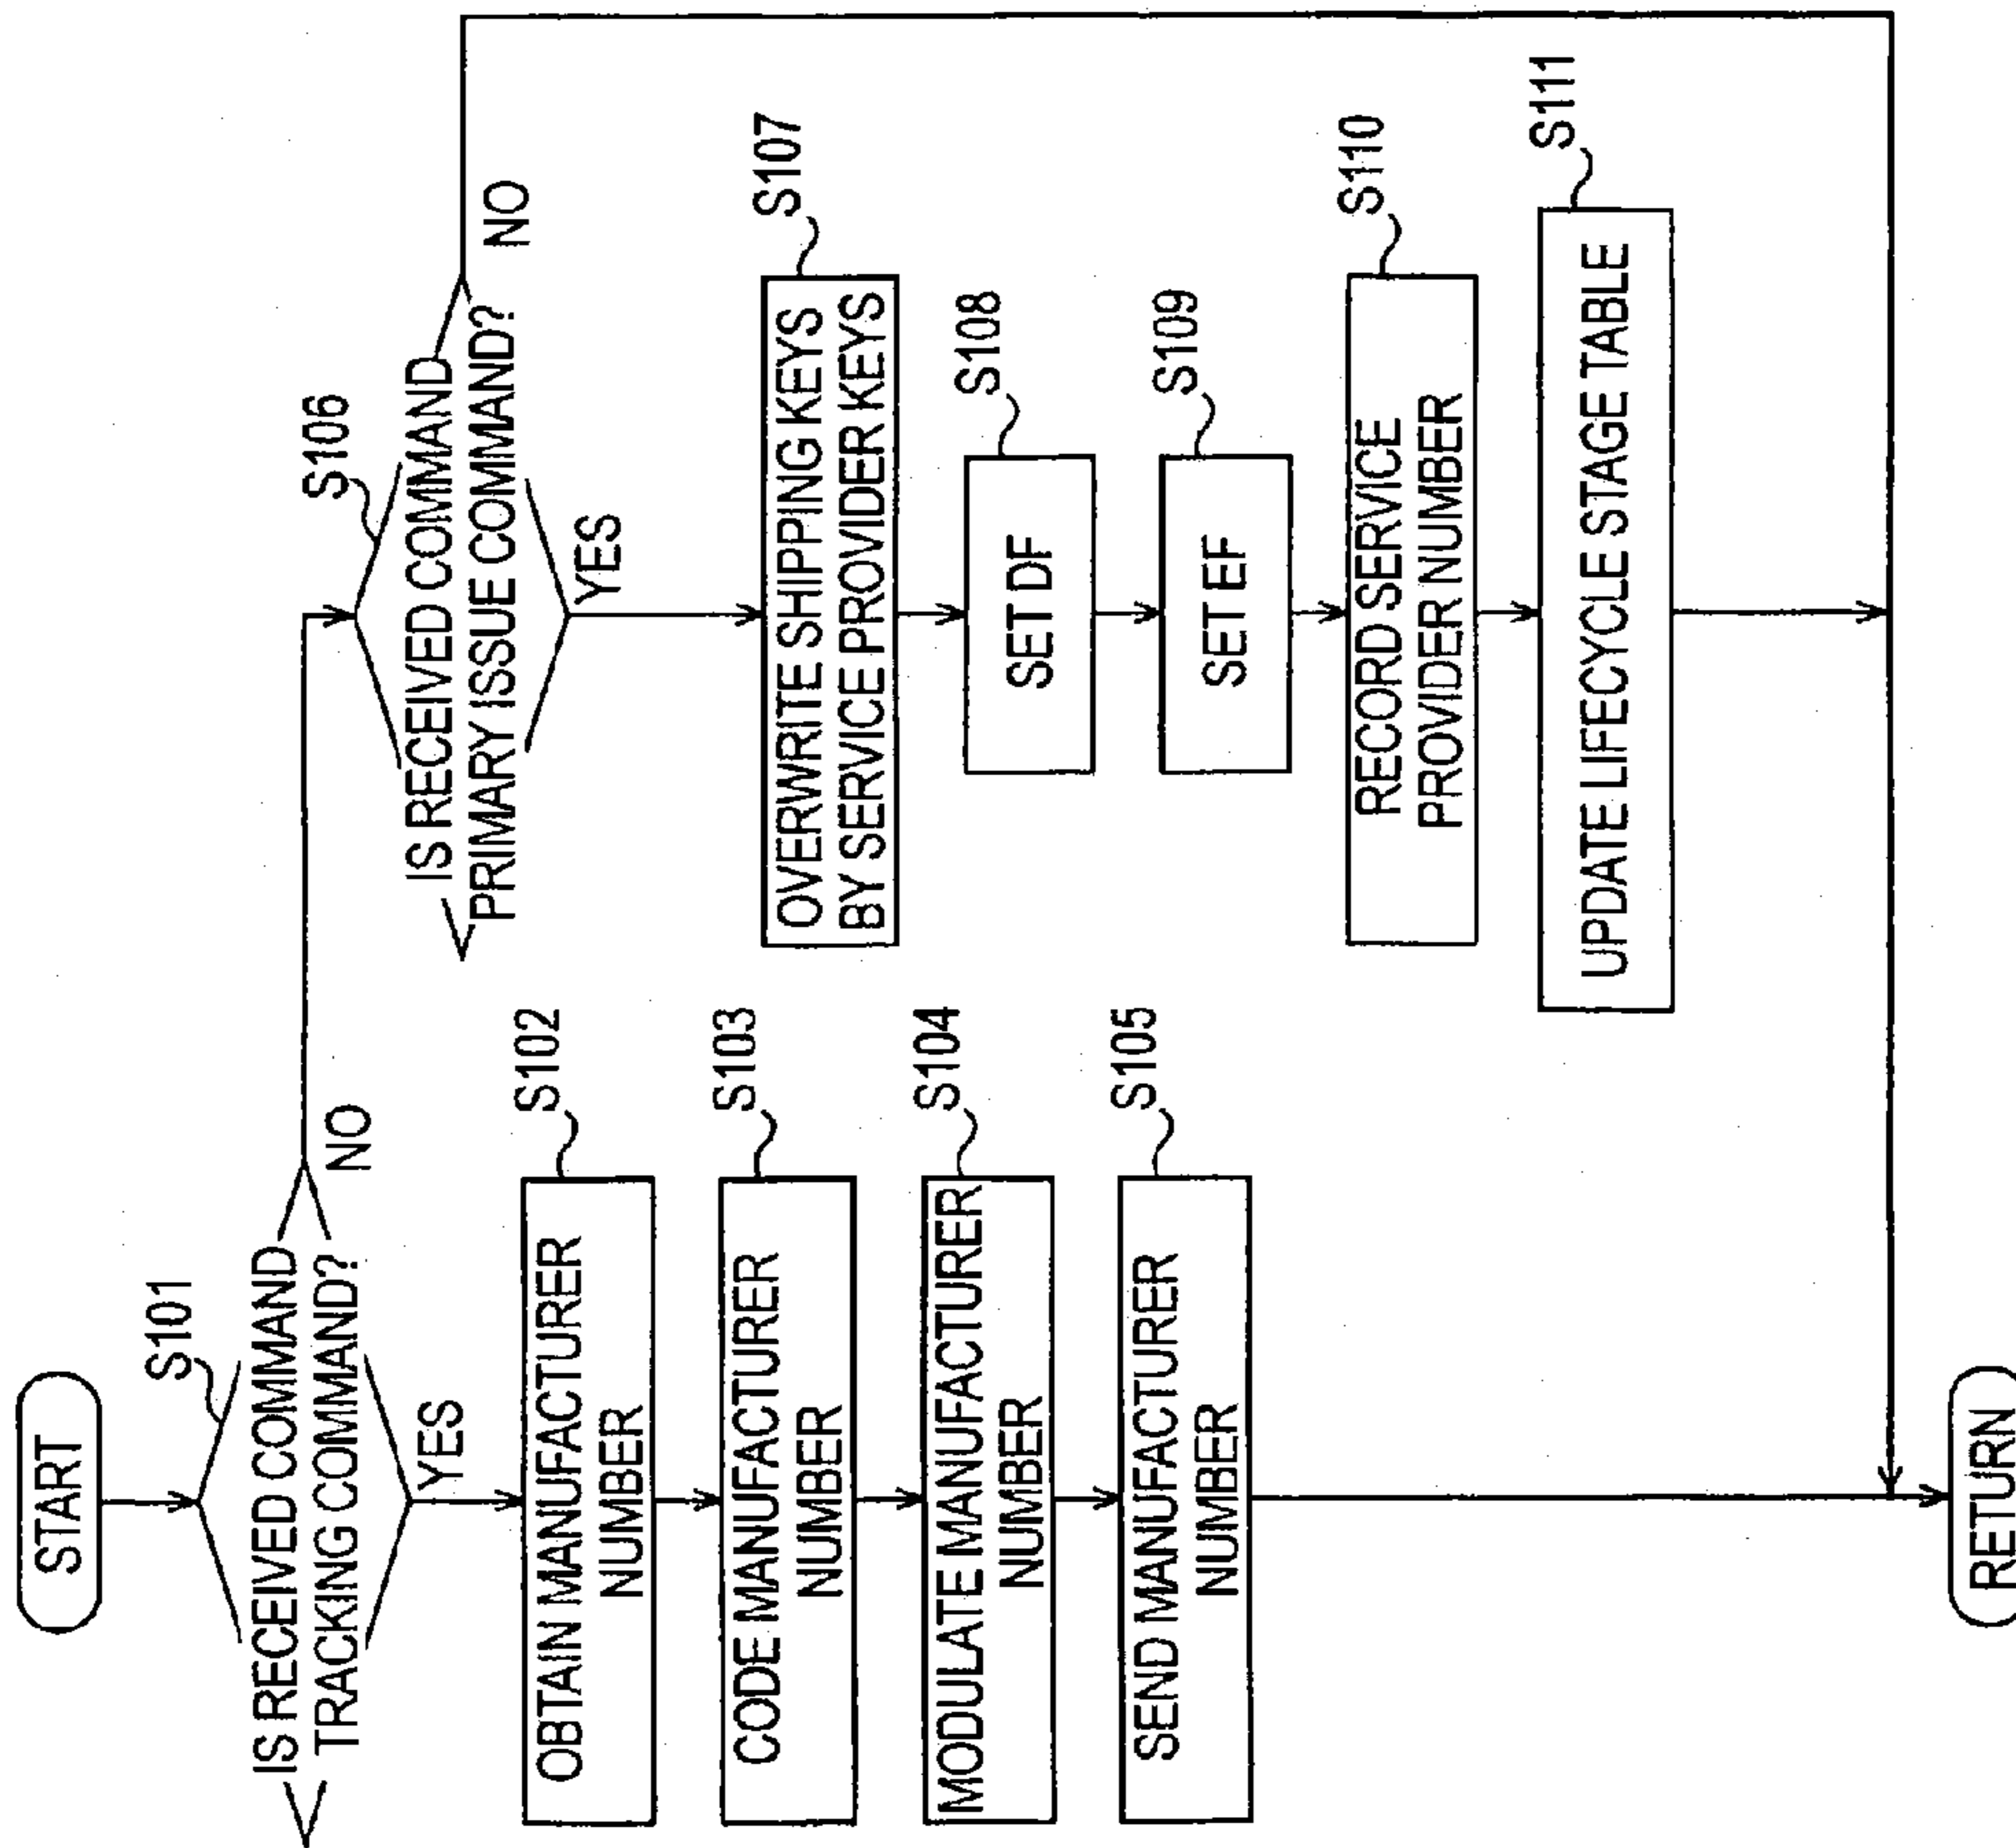 START
S101
IS RECEIVED COMMAND
TRACKING COMMAND?
NO
YES
S102
OBTAIN MANUFACTURER
NUMBER
S103
CODE MANUFACTURER
NUMBER
S104
MODULATE MANUFACTURER
NUMBER
S105
SEND MANUFACTURER
NUMBER
S106
IS RECEIVED COMMAND
PRIMARY ISSUE COMMAND?
NO
YES
S107
OVERWRITE SHIPPING KEYS
BY SERVICE PROVIDER KEYS
S108
SET DF
S109
SET EF
S110
RECORD SERVICE
PROVIDER NUMBER
S111
UPDATE LIFECYCLE STAGE TABLE
RETURN